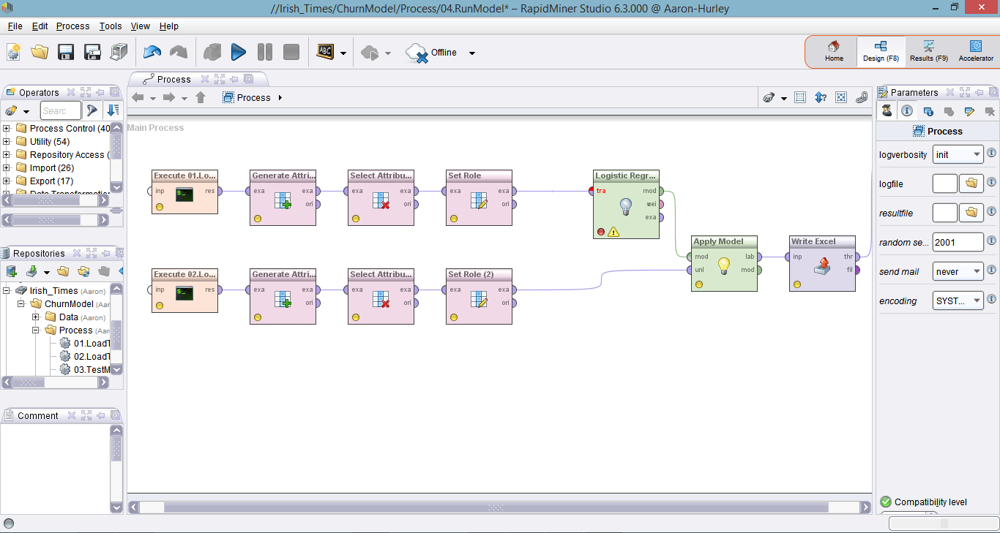 //Irish_Times/ChurnModel/Process/04.RunModel* – RapidMiner Studio 6.3.000 @ Aaron-Hurley
File Edit Process Tools View Help
ABC
Offline
Home
Design (F8)
Results (F9)
Accelerator
Operators
Searc
Process Control (40
Utility (54)
Repository Access (
Import (26)
Export (17)
Data Transformation
Repositories
Irish_Times (Aaron)
ChurnModel (Aar
Data (Aaron)
Process (Aar
01.LoadT
02.LoadT
03.TestM
Comment
Process
Process
Main Process
Execute 01.Lo...
inp res
Generate Attri...
exa exa
ori
Select Attribu...
exa exa
ori
Set Role
exa exa
ori
Logistic Regr...
tra mod
wei
exa
Apply Model
mod lab
unl mod
Write Excel
inp thr
fil
Execute 02.Lo...
inp res
Generate Attri...
exa exa
ori
Select Attribu...
exa exa
ori
Set Role (2)
exa exa
ori
Parameters
Process
logverbosity init
logfile
resultfile
random se... 2001
send mail never
encoding SYST...
Compatibility level